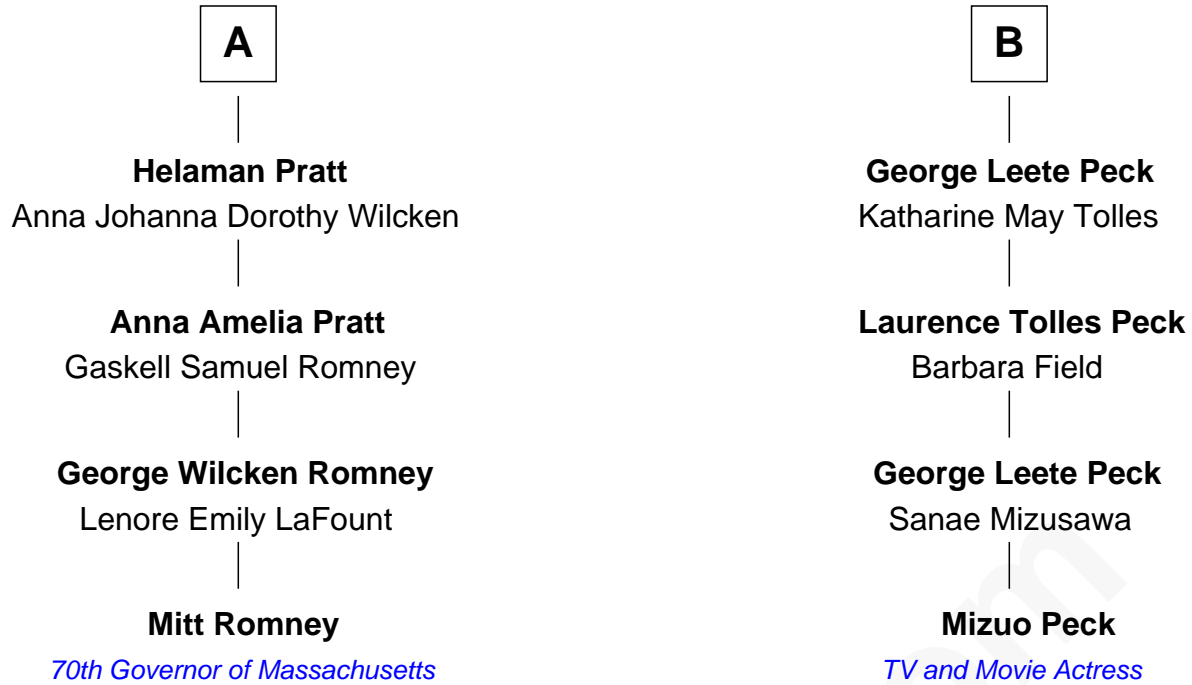 A
B
Helaman Pratt
Anna Johanna Dorothy Wilcken
George Leete Peck
Katharine May Tolles
Anna Amelia Pratt
Gaskell Samuel Romney
Laurence Tolles Peck
Barbara Field
George Wilcken Romney
Lenore Emily LaFount
George Leete Peck
Sanae Mizusawa
Mitt Romney
70th Governor of Massachusetts
Mizuo Peck
TV and Movie Actress